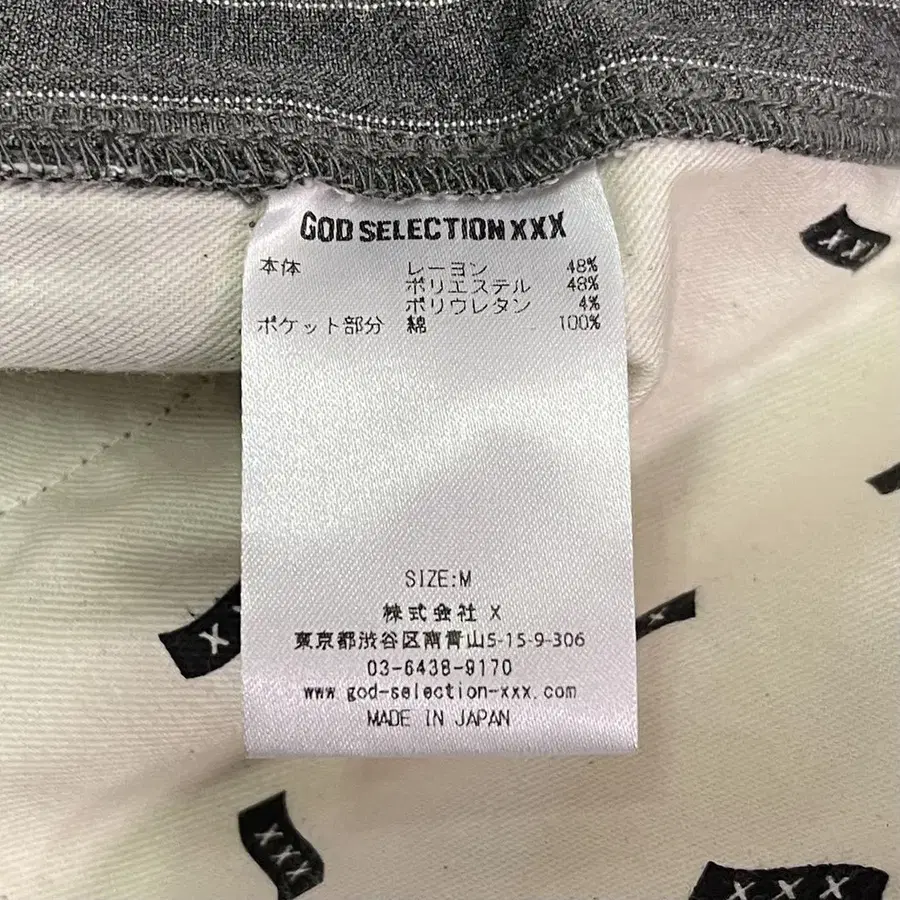 GOD SELECTION XXX
本体 レーヨン 48%
ポリエステル 48%
ポリウレタン 4%
ポケット部分 綿 100%
SIZE:M
株式会社 X
東京都渋谷区南青山5-15-9-306
03-6438-9170
www god-selection-xxx.com
MADE IN JAPAN
XX
X
X
XXX
XXX